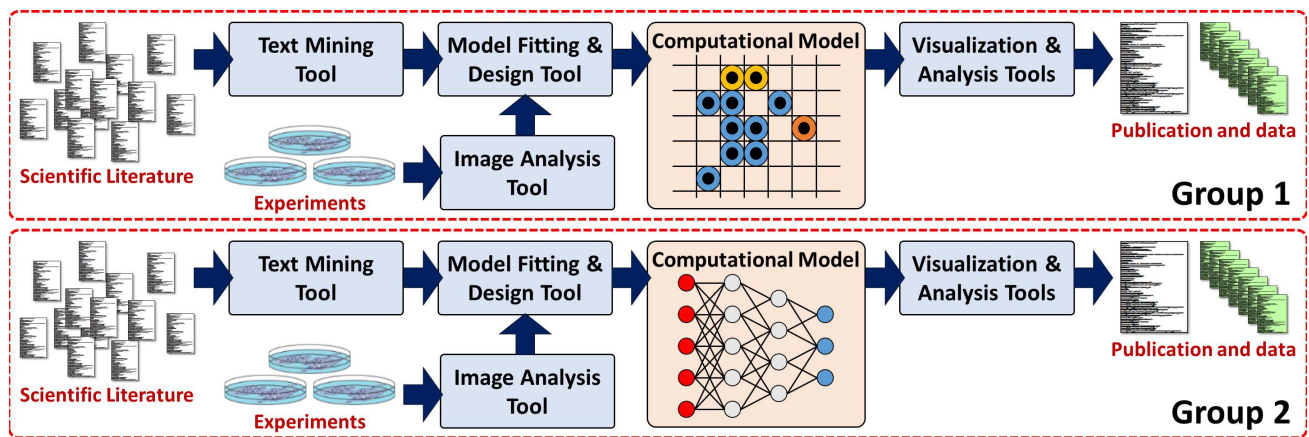 Text Mining
Tool
Model Fitting &
Design Tool
Computational Model
Visualization &
Analysis Tools
Scientific Literature
Experiments
Image Analysis
Tool
Publication and data
Group 1
Text Mining
Tool
Model Fitting &
Design Tool
Computational Model
Visualization &
Analysis Tools
Scientific Literature
Experiments
Image Analysis
Tool
Publication and data
Group 2